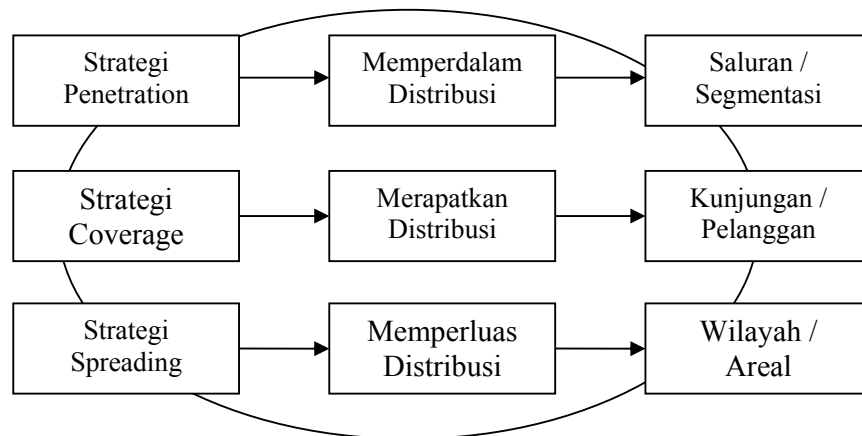 Strategi
Penetration
Memperdalam
Distribusi
Saluran /
Segmentasi
Strategi
Coverage
Merapatkan
Distribusi
Kunjungan /
Pelanggan
Strategi
Spreading
Memperluas
Distribusi
Wilayah /
Areal